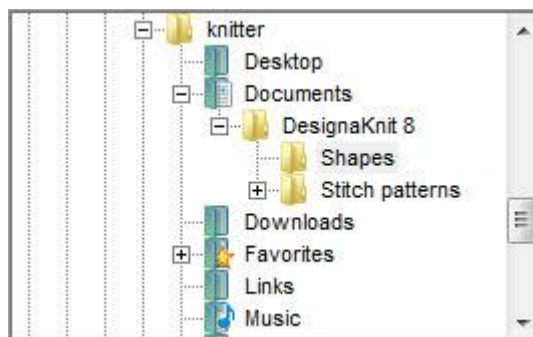 knitter
Desktop
Documents
DesignaKnit 8
Shapes
Stitch patterns
Downloads
Favorites
Links
Music